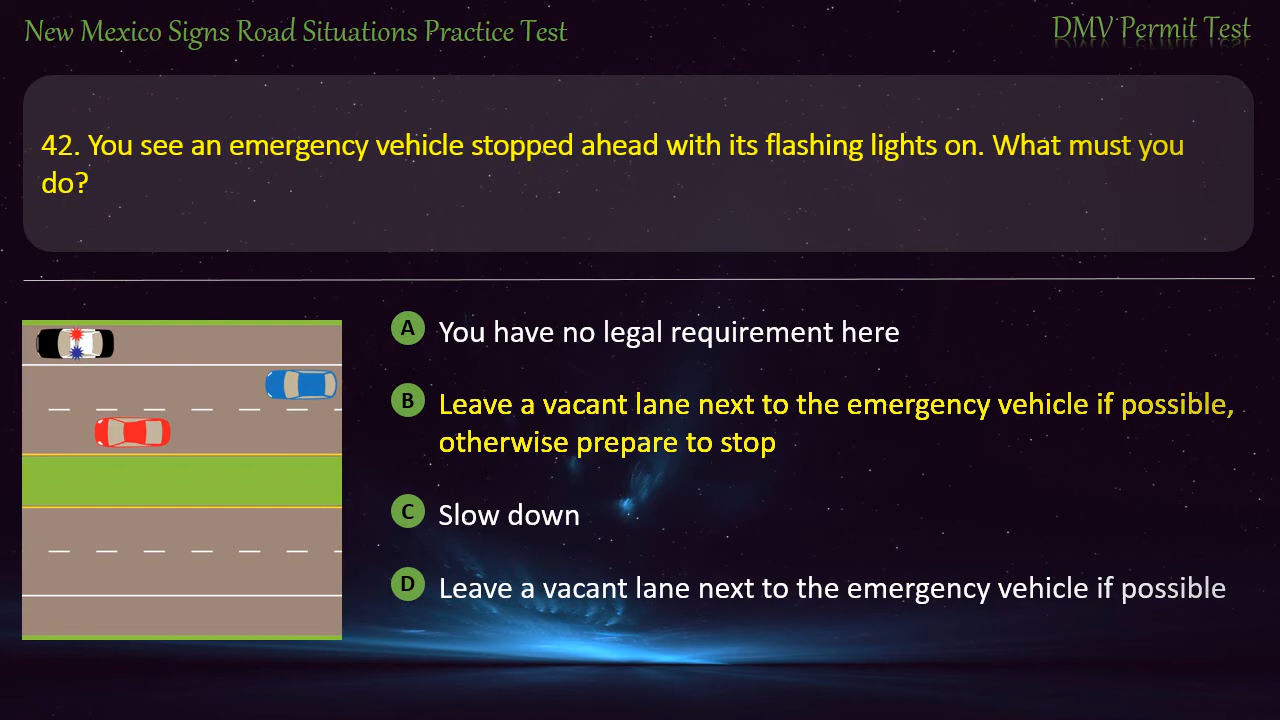 New Mexico Signs Road Situations Practice Test
DMV Permit Test
42. You see an emergency vehicle stopped ahead with its flashing lights on. What must you
do?
A You have no legal requirement here
B Leave a vacant lane next to the emergency vehicle if possible,
otherwise prepare to stop
C Slow down
D Leave a vacant lane next to the emergency vehicle if possible